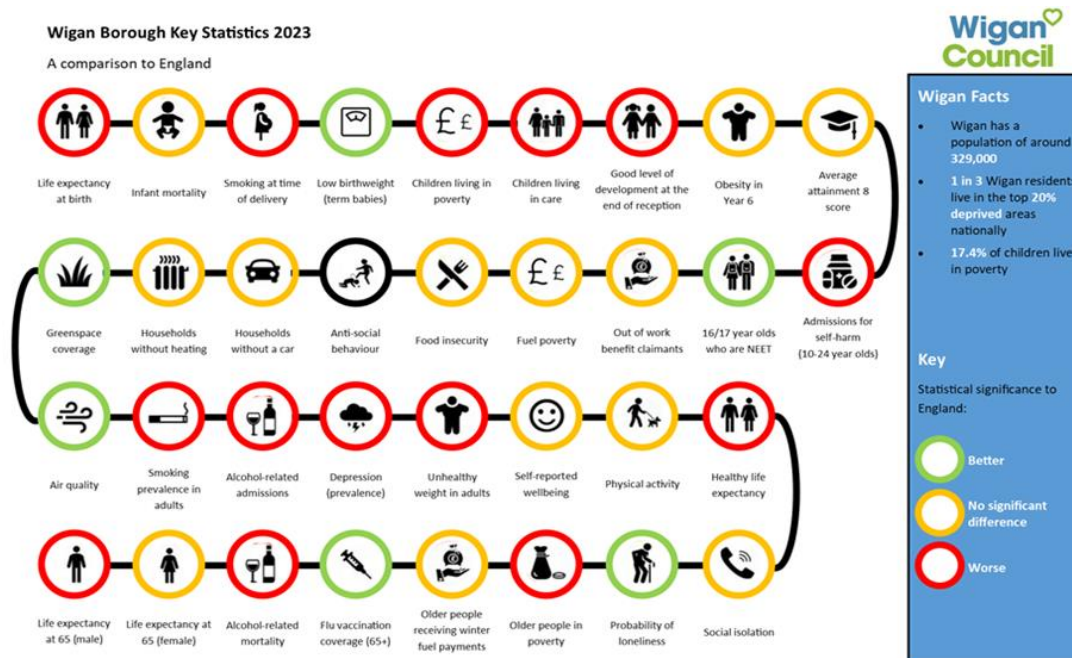 Wigan Borough Key Statistics 2023
A comparison to England
Wigan
Council
Life expectancy
at birth
Infant mortality
Smoking at time
of delivery
Low birthweight
(term babies)
£ £
Children living in
poverty
Children living
in care
Good level of
development at the
end of reception
Obesity in
Year 6
Average
attainment 8
score
Greenspace
coverage
Households
without heating
Households
without a car
Anti-social
behaviour
Food insecurity
£ £
Fuel poverty
Out of work
benefit claimants
16/17 year olds
who are NEET
Admissions for
self-harm
(10-24 year olds)
Air quality
Smoking
prevalence in
adults
Alcohol-related
admissions
Depression
(prevalence)
Unhealthy
weight in adults
Self-reported
wellbeing
Physical activity
Healthy life
expectancy
Life expectancy
at 65 (male)
Life expectancy at
65 (female)
Alcohol-related
mortality
Flu vaccination
coverage (65+)
Older people
receiving winter
fuel payments
Older people in
poverty
Probability of
loneliness
Social isolation
Wigan Facts
• Wigan has a
population of around
329,000
• 1 in 3 Wigan residents
live in the top 20%
deprived areas
nationally
• 17.4% of children live
in poverty
Key
Statistical significance to
England:
Better
No significant
difference
Worse